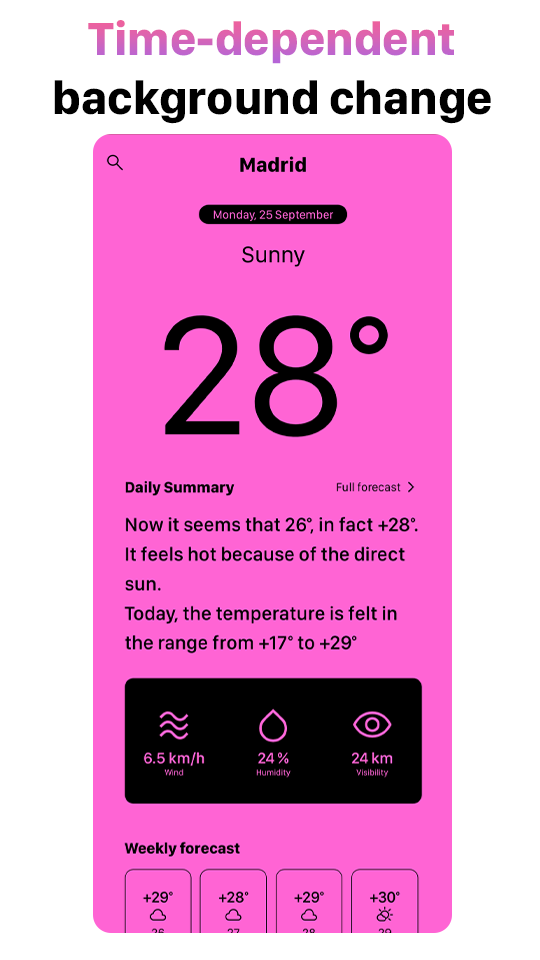 Time-dependent
background change
Madrid
Monday, 25 September
Sunny
28°
Daily Summary
Full forecast
Now it seems that 26°, in fact +28°.
It feels hot because of the direct
sun.
Today, the temperature is felt in
the range from +17° to +29°
6.5 km/h 24 % 24 km
Wind Humidity Visibility
Weekly forecast
+29° +28° +29° +30°
26 27 28 29